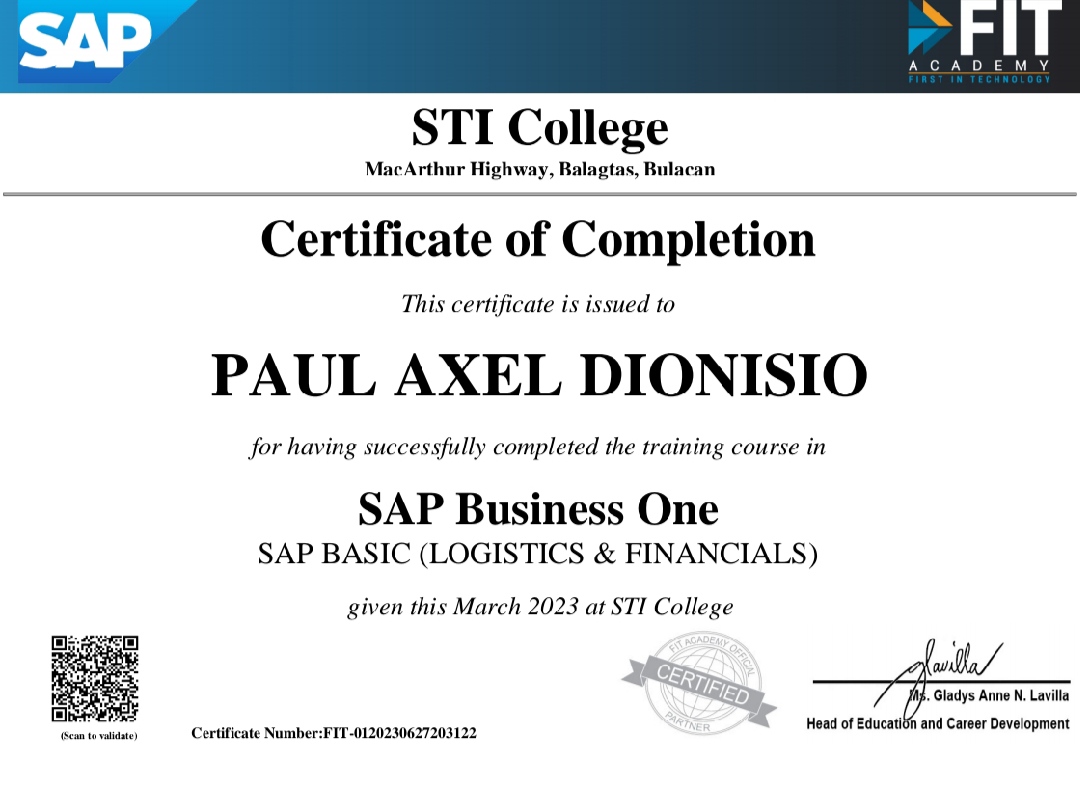 SAP
FIT
ACADEMY
FIRST IN TECHNOLOGY
STI College
MacArthur Highway, Balagtas, Bulacan
Certificate of Completion
This certificate is issued to
PAUL AXEL DIONISIO
for having successfully completed the training course in
SAP Business One
SAP BASIC (LOGISTICS & FINANCIALS)
given this March 2023 at STI College
(Scan to validate)
Certificate Number:FIT-0120230627203122
FIT ACADEMY OFFICAL
CERTIFIED
PARTNER
glavilla
Ms. Gladys Anne N. Lavilla
Head of Education and Career Development